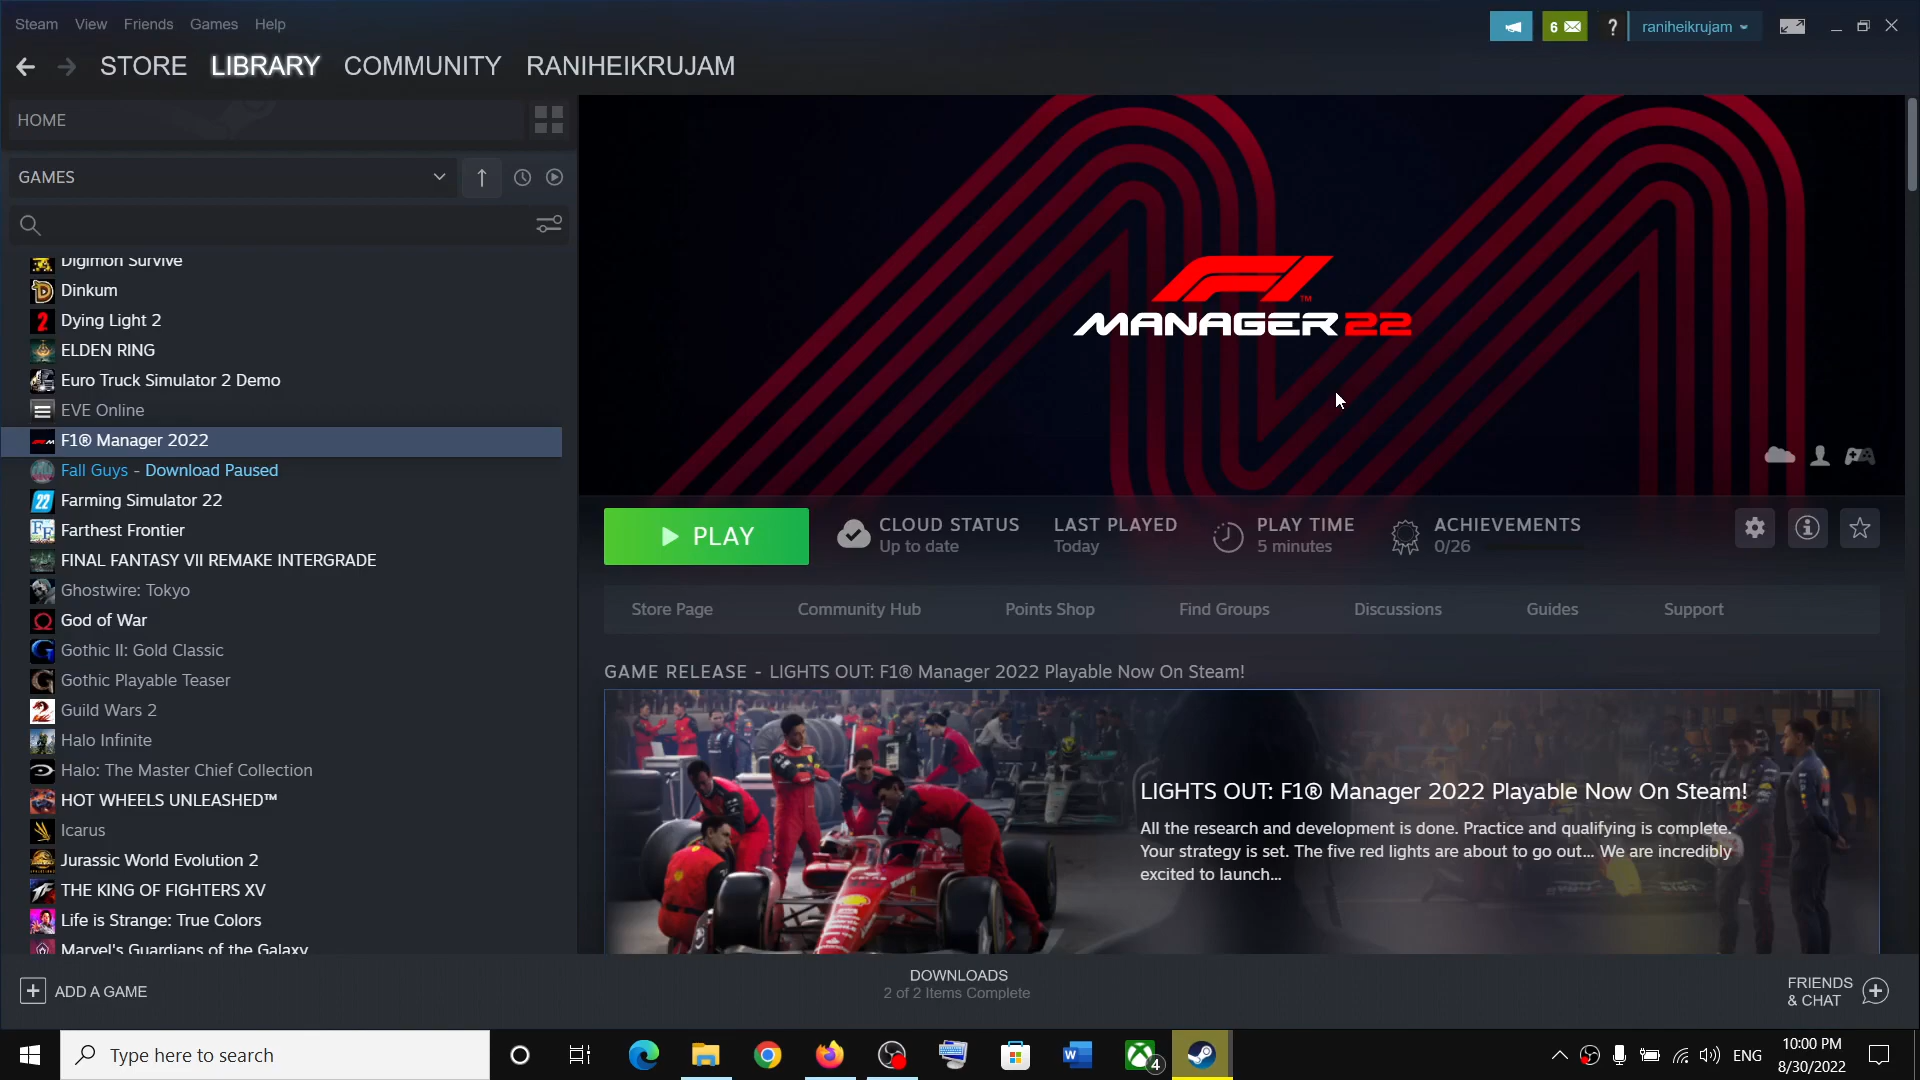 Steam View Friends Games Help
6 ? raniheikrujam
STORE LIBRARY COMMUNITY RANIHEIKRUJAM
HOME
GAMES
Digimon Survive
Dinkum
Dying Light 2
ELDEN RING
Euro Truck Simulator 2 Demo
EVE Online
F1® Manager 2022
Fall Guys - Download Paused
Farming Simulator 22
Farthest Frontier
FINAL FANTASY VII REMAKE INTERGRADE
Ghostwire: Tokyo
God of War
Gothic II: Gold Classic
Gothic Playable Teaser
Guild Wars 2
Halo Infinite
Halo: The Master Chief Collection
HOT WHEELS UNLEASHED™
Icarus
Jurassic World Evolution 2
THE KING OF FIGHTERS XV
Life is Strange: True Colors
Marvel's Guardians of the Galaxy
F1™
MANAGER 22
PLAY
CLOUD STATUS
Up to date
LAST PLAYED
Today
PLAY TIME
5 minutes
ACHIEVEMENTS
0/26
Store Page Community Hub Points Shop Find Groups Discussions Guides Support
GAME RELEASE - LIGHTS OUT: F1® Manager 2022 Playable Now On Steam!
LIGHTS OUT: F1® Manager 2022 Playable Now On Steam!
All the research and development is done. Practice and qualifying is complete.
Your strategy is set. The five red lights are about to go out... We are incredibly
excited to launch...
ADD A GAME
DOWNLOADS
2 of 2 Items Complete
FRIENDS
& CHAT
Type here to search
4
ENG
10:00 PM
8/30/2022